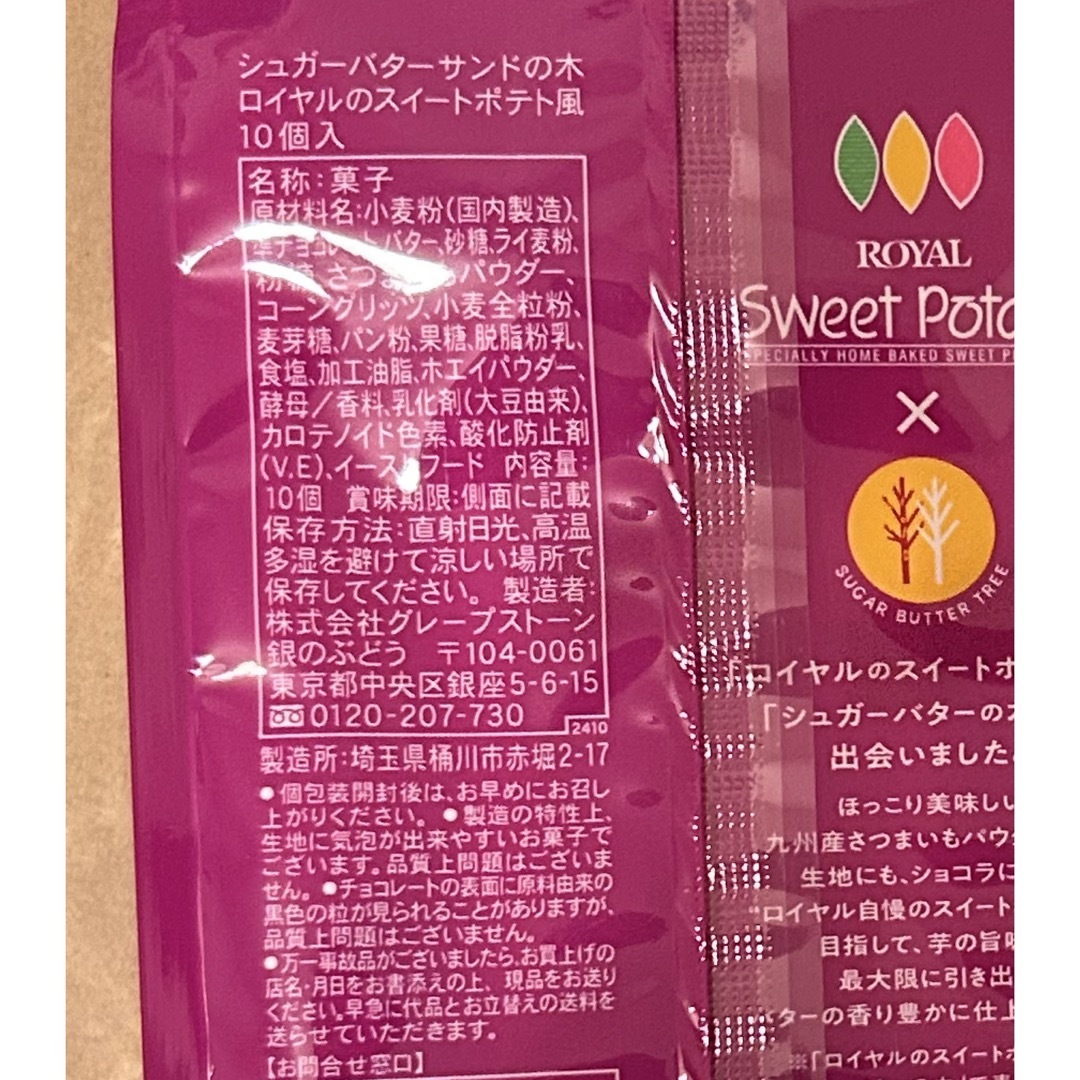 シュガーバターサンドの木
ロイヤルのスイートポテト風
10個入
名称:菓子
原材料名:小麦粉(国内製造)、
準チョコレート、バター、砂糖、ライ麦粉、
粉糖、さつまいもパウダー、
コーングリッツ、小麦全粒粉、
麦芽糖、パン粉、果糖、脱脂粉乳、
食塩、加工油脂、ホエイパウダー、
酵母/香料、乳化剤(大豆由来)、
カロテノイド色素、酸化防止剤
(V.E)、イーストフード 内容量:
10個 賞味期限:側面に記載
保存方法:直射日光、高温
多湿を避けて涼しい場所で
保存してください。 製造者:
株式会社グレープストーン
銀のぶどう 〒104-0061
東京都中央区銀座5-6-15
0120-207-730
2410
製造所:埼玉県桶川市赤堀2-17
●個包装開封後は、お早めにお召し
上がりください。 ●製造の特性上、
生地に気泡が出来やすいお菓子で
ございます。品質上問題はございま
せん。●チョコレートの表面に原料由来の
黒色の粒が見られることがありますが、
品質上問題はございません。
●万一事故品がございましたら、お買上げの
店名・月日をお書添えの上、現品をお送り
ください。早急に代品とお立替えの送料を
送らせていただきます。
【お問合せ窓口】
ROYAL
Sweet Pota
SPECIALLY HOME BAKED SWEET P
×
SUGAR BUTTER TREE
「ロイヤルのスイートポ
「シュガーバターの
出会いました。
ほっこり美味しい
九州産さつまいもパウ
生地にも、ショコラに
"ロイヤル自慢のスイート
目指して、芋の旨味
最大限に引き出
バターの香り豊かに仕上
※「ロイヤルのスイートポ